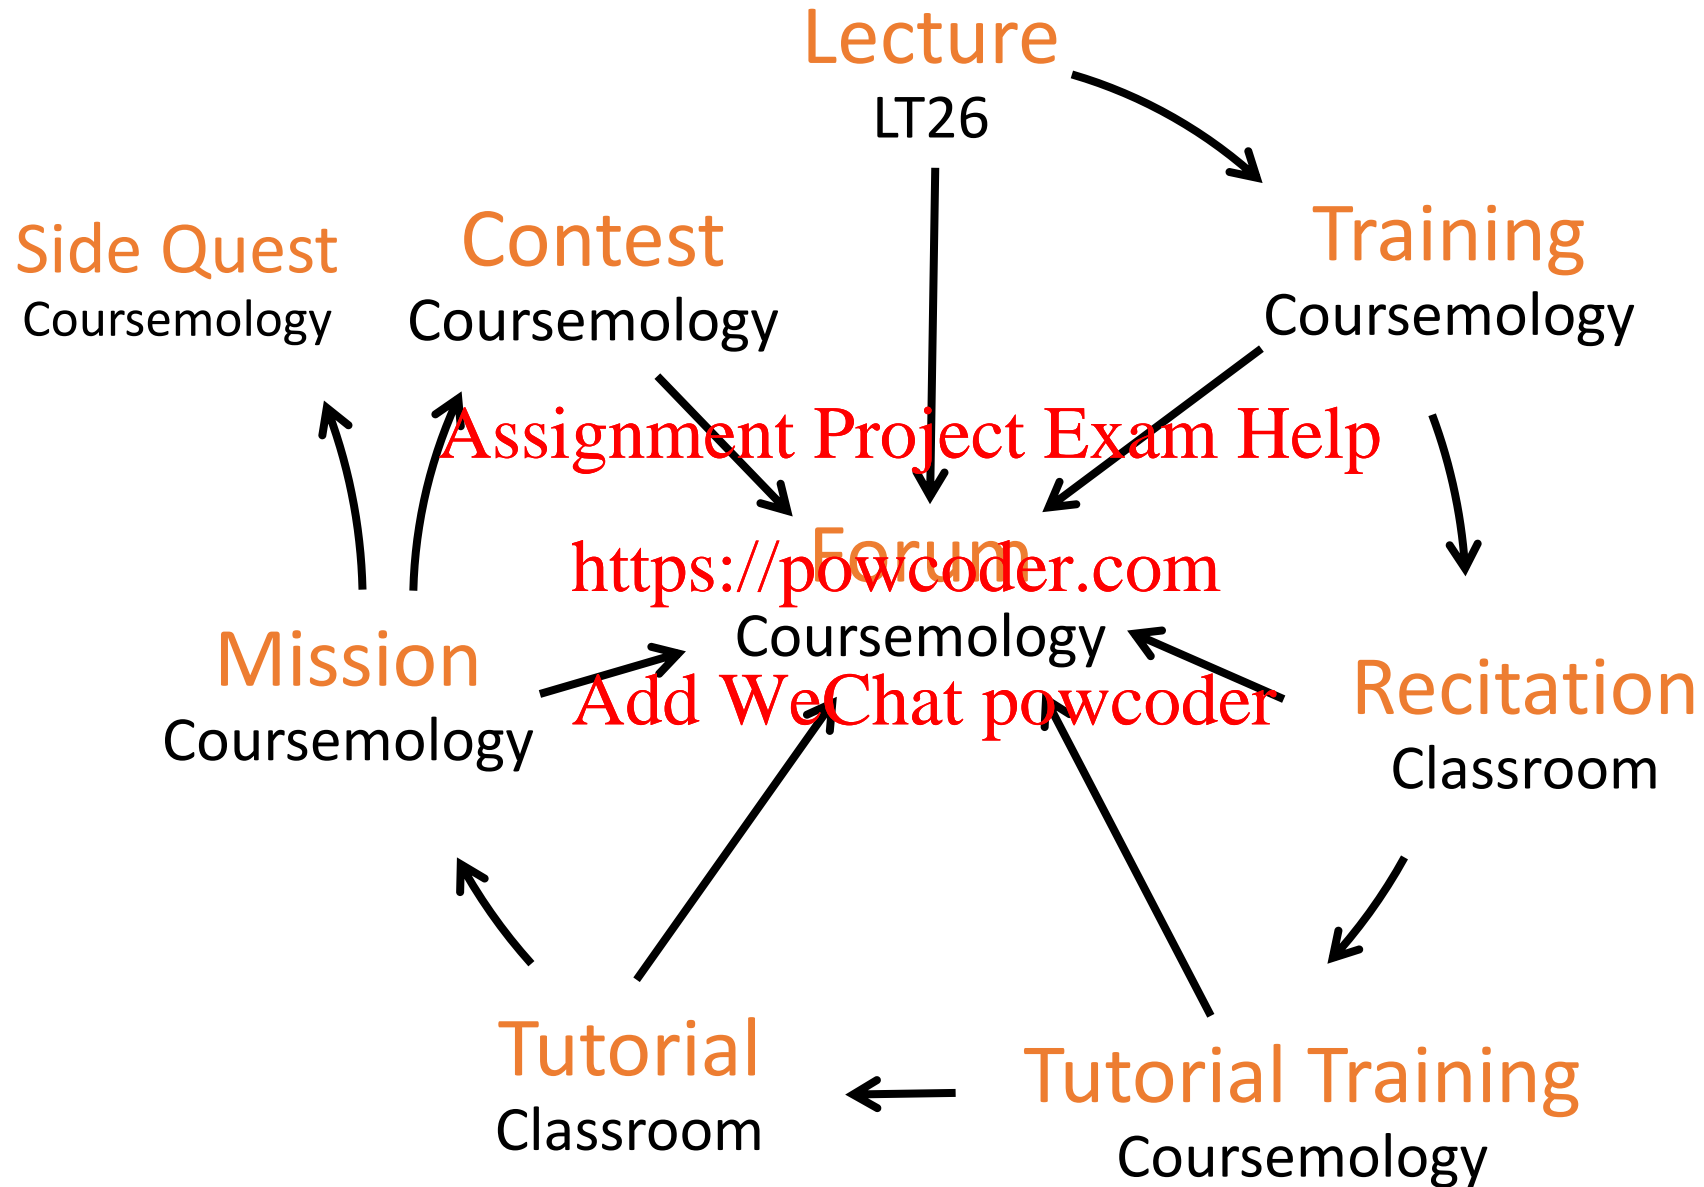 Lecture
LT26
Side Quest
Coursemology
Contest
Coursemology
Training
Coursemology
Assignment Project Exam Help
Forum
https://powcoder.com
Coursemology
Add WeChat powcoder
Mission
Coursemology
Recitation
Classroom
Tutorial
Classroom
Tutorial Training
Coursemology